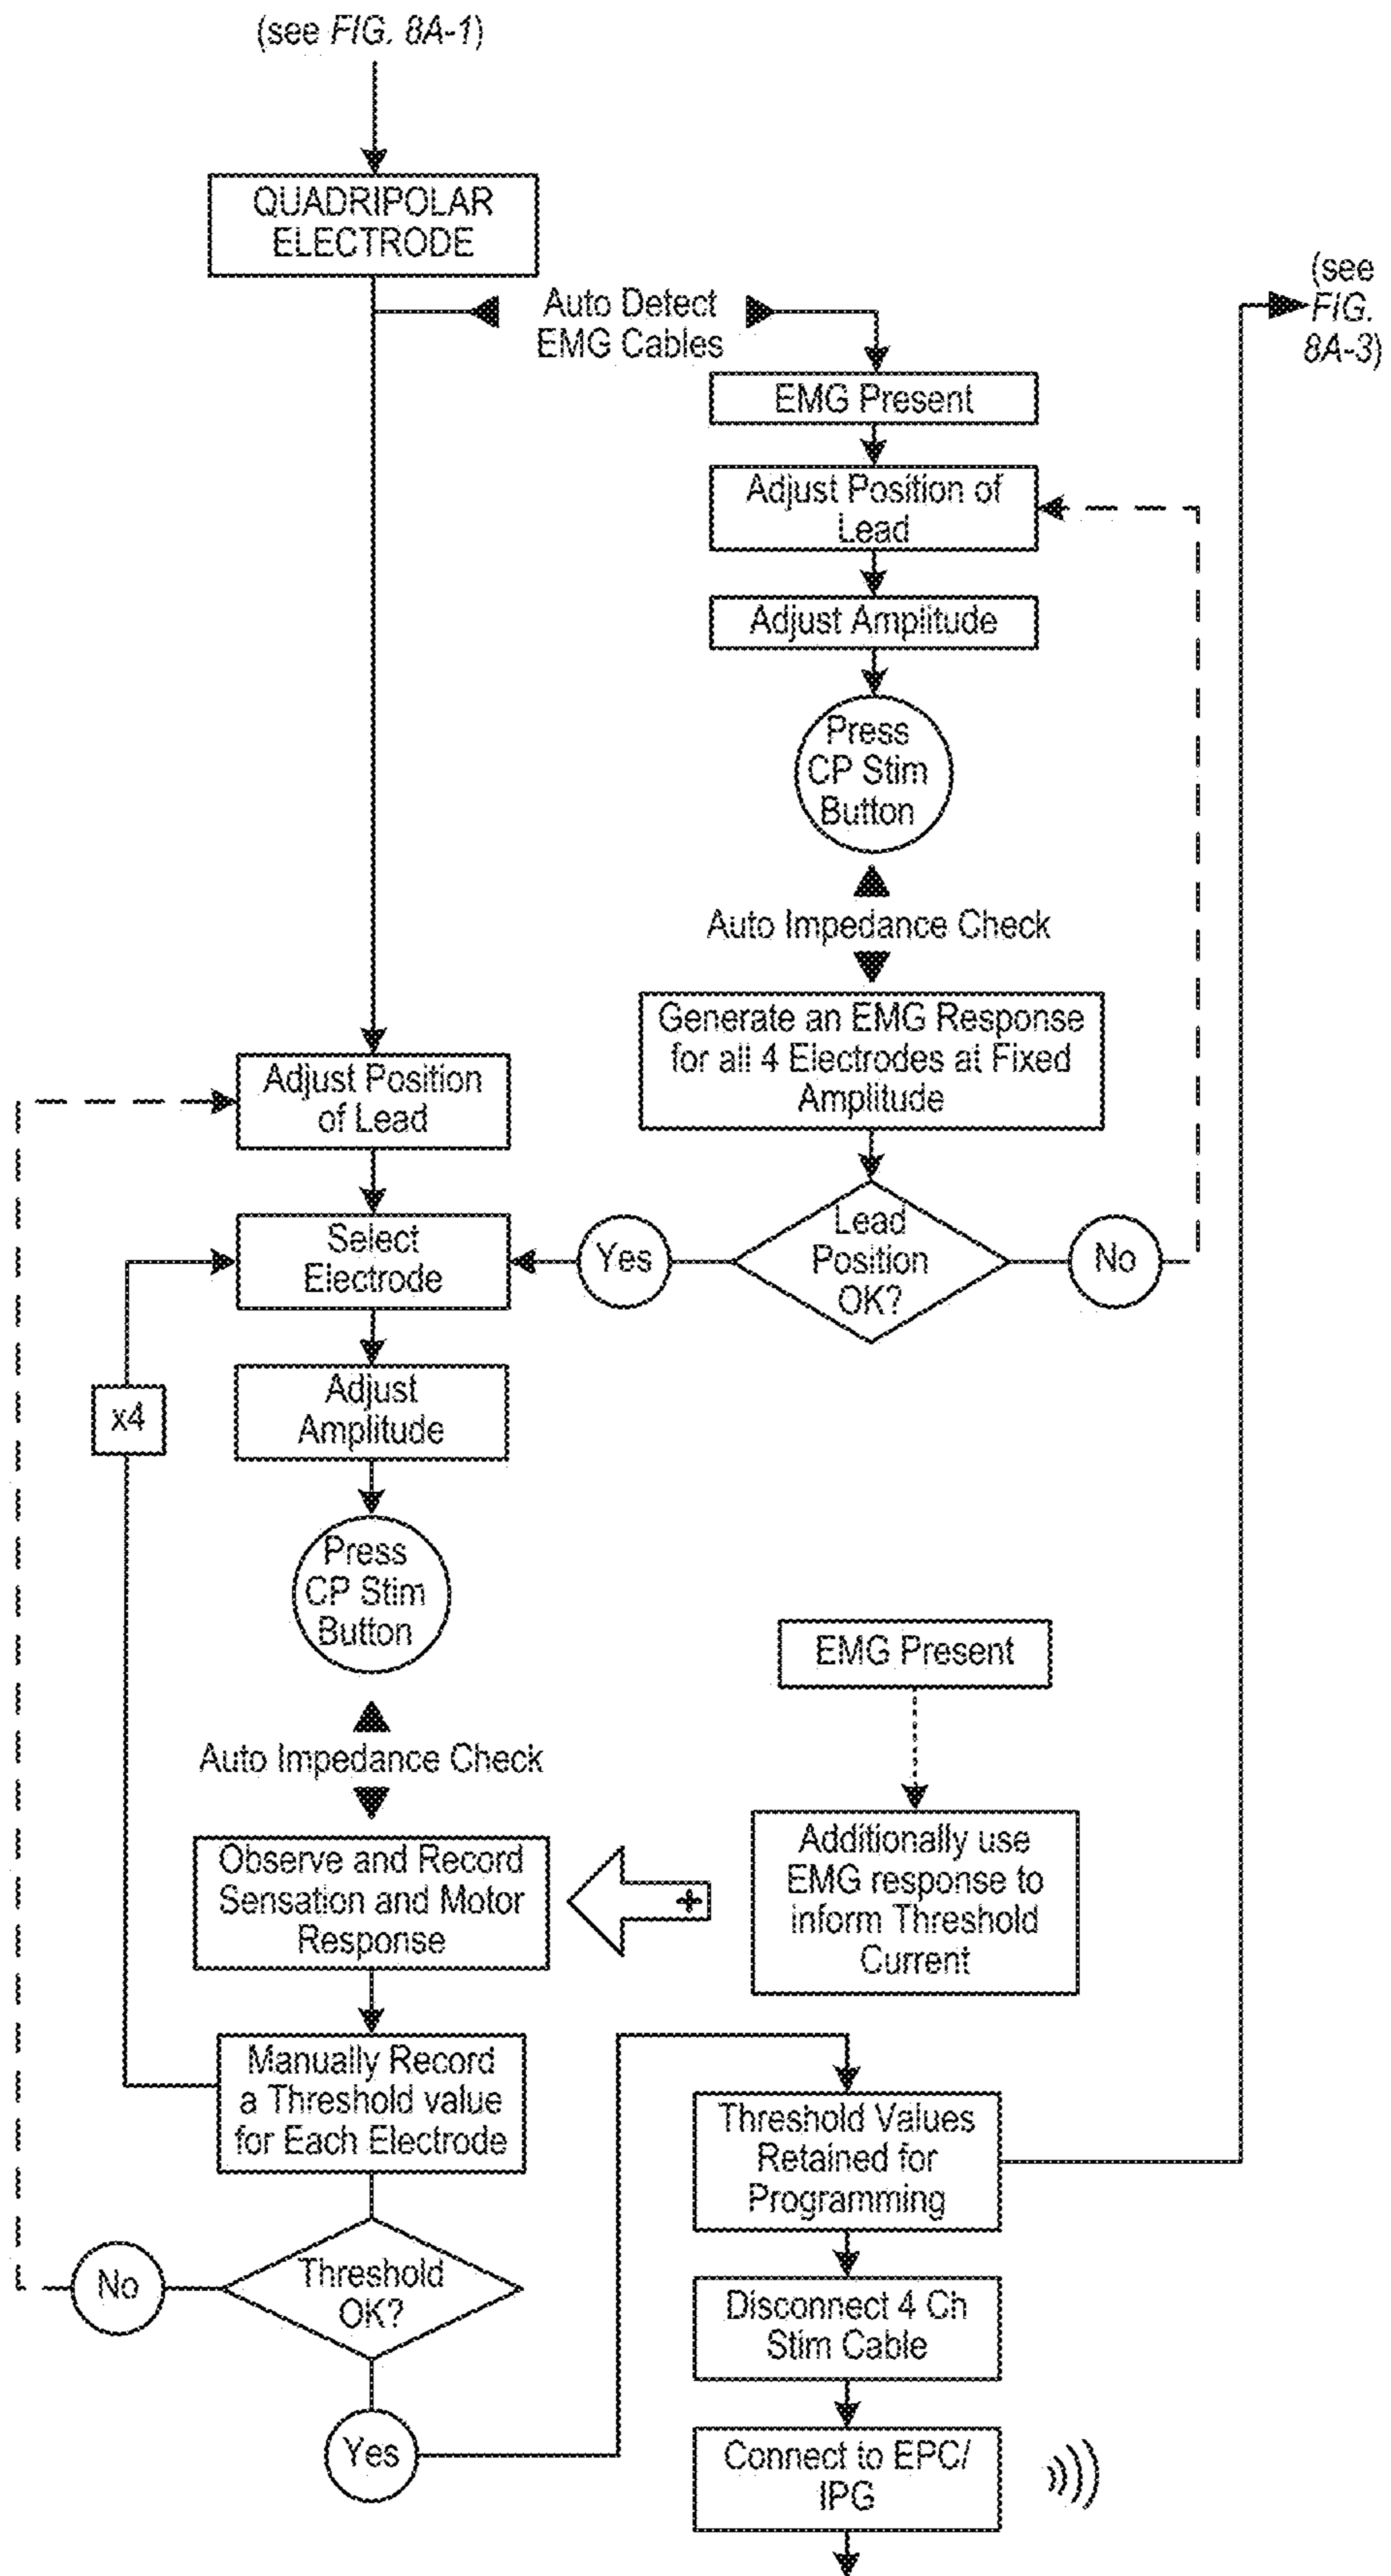 (see FIG. 8A-1)
QUADRIPOLAR
ELECTRODE
Auto Detect
EMG Cables
(see
FIG.
8A-3)
EMG Present
Adjust Position of
Lead
Adjust Amplitude
Press
CP Stim
Button
Auto Impedance Check
Generate an EMG Response
for all 4 Electrodes at Fixed
Amplitude
Adjust Position
of Lead
Select
Electrode
Yes
Lead
Position
OK?
No
Adjust
Amplitude
x4
Press
CP Stim
Button
EMG Present
Auto Impedance Check
Observe and Record
Sensation and Motor
Response
+
Additionally use
EMG response to
inform Threshold
Current
Manually Record
a Threshold value
for Each Electrode
Threshold Values
Retained for
Programming
No
Threshold
OK?
Disconnect 4 Ch
Stim Cable
Yes
Connect to EPC/
IPG